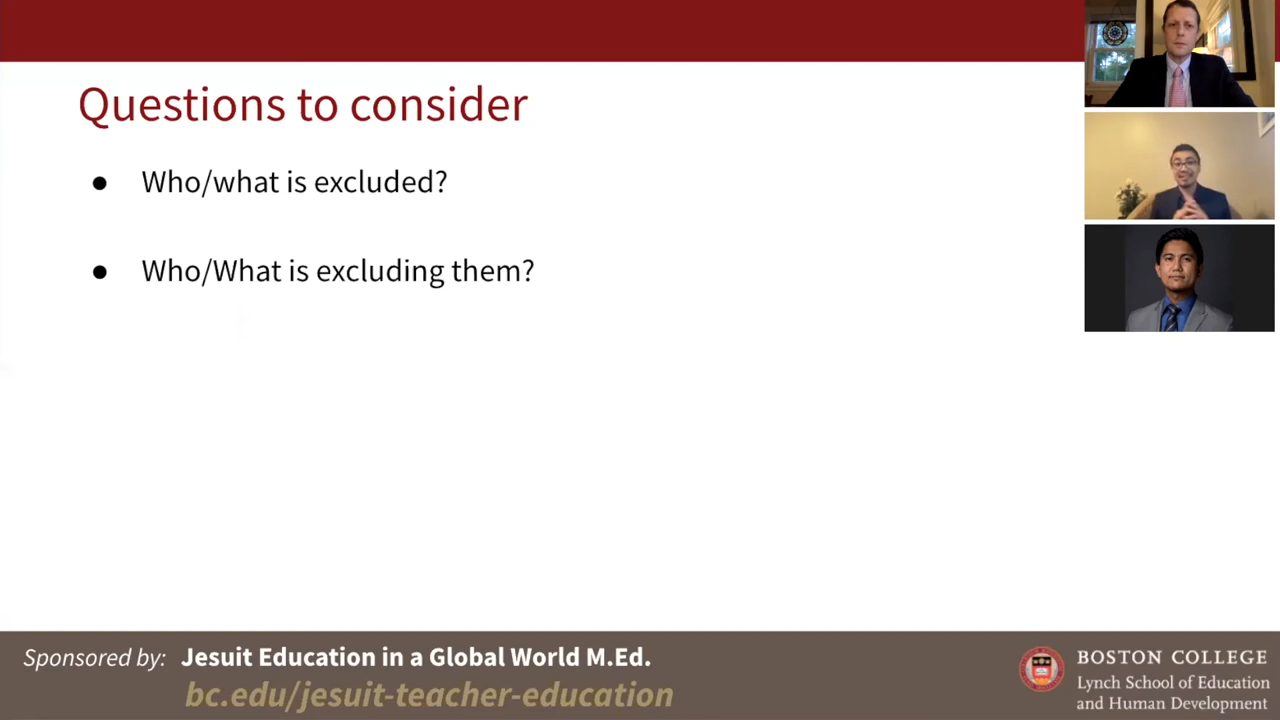 Questions to consider
● Who/what is excluded?
● Who/What is excluding them?
Sponsored by: Jesuit Education in a Global World M.Ed.
bc.edu/jesuit-teacher-education
BOSTON COLLEGE
Lynch School of Education
and Human Development